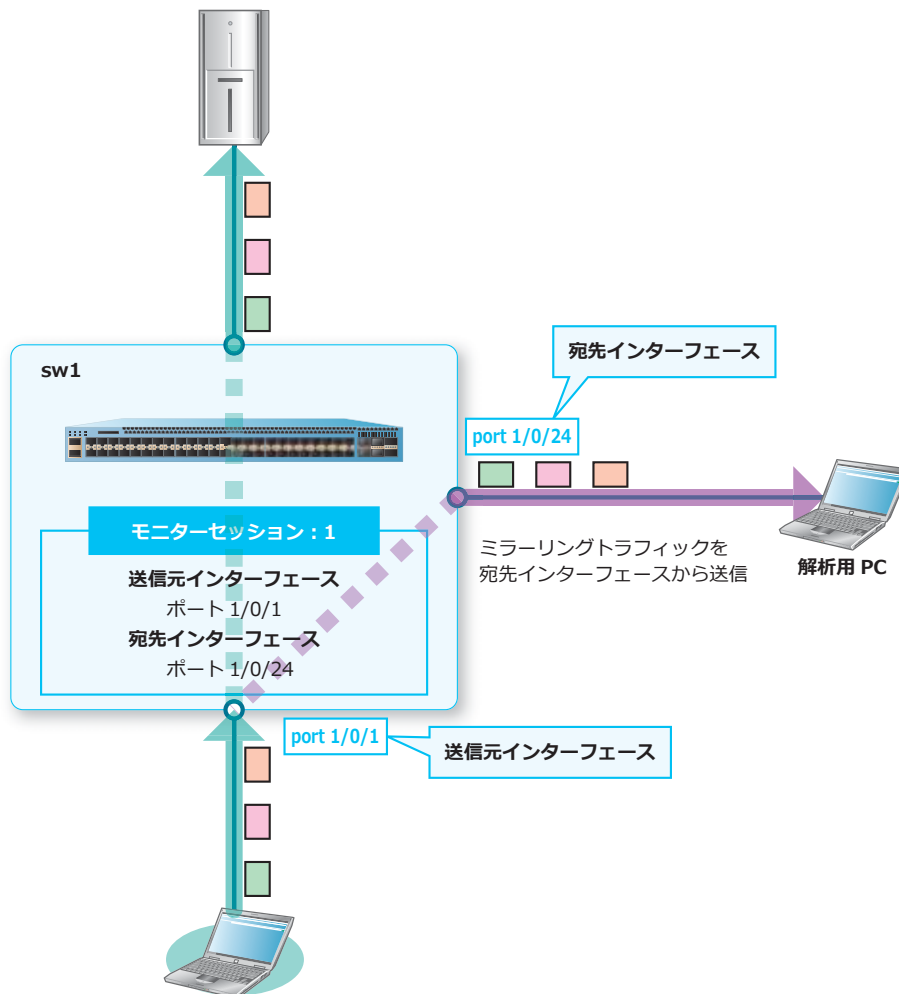 宛先インターフェース
sw1
port 1/0/24
モニターセッション：1
送信元インターフェース
ポート 1/0/1
宛先インターフェース
ポート 1/0/24
ミラーリングトラフィックを
宛先インターフェースから送信
解析用 PC
port 1/0/1
送信元インターフェース